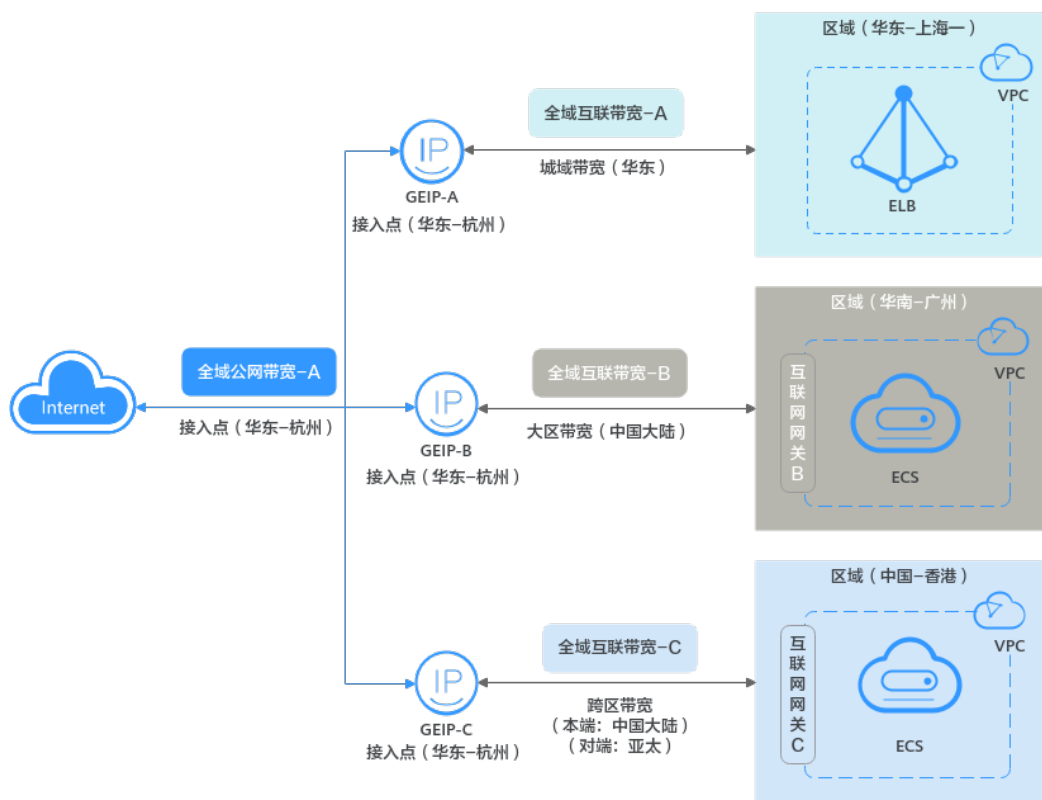 区域（华东–上海一）
VPC
全域互联带宽–A
IP
城域带宽（华东）
GEIP-A
接入点（华东–杭州）
ELB
区域（华南–广州）
VPC
全域公网带宽–A
全域互联带宽–B
互联网网关B
Internet
IP
接入点（华东–杭州）
大区带宽（中国大陆）
GEIP-B
接入点（华东–杭州）
ECS
区域（中国–香港）
VPC
全域互联带宽–C
互联网网关C
IP
跨区带宽
（本端：中国大陆）
（对端：亚太）
GEIP-C
接入点（华东–杭州）
ECS